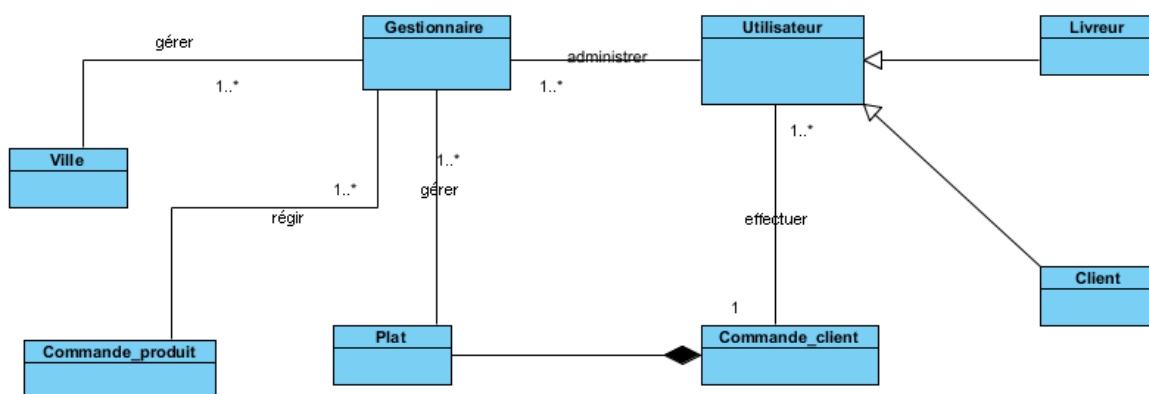 Gestionnaire
Utilisateur
Livreur
gérer
administrer
1..*
1..*
1..*
Ville
1..*
1..*
gérer
régir
effectuer
Client
1
Plat
Commande_client
Commande_produit